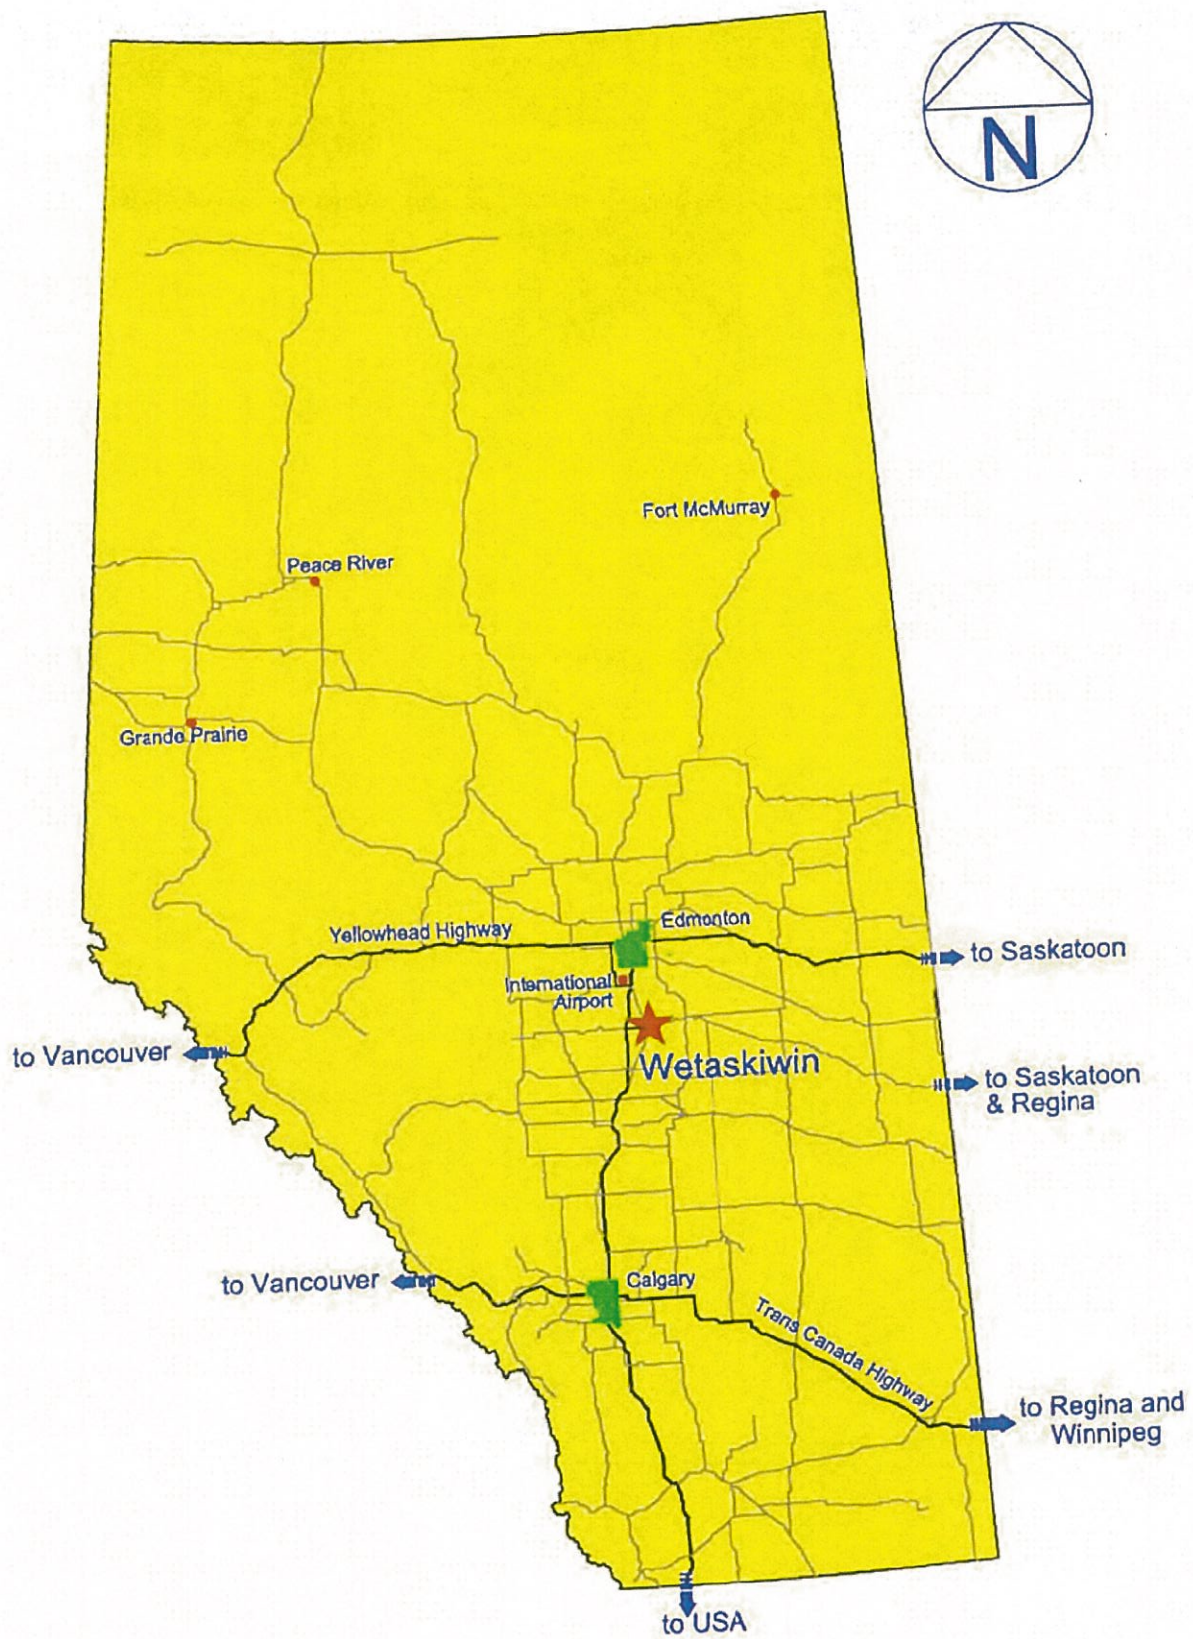 N
Fort McMurray
Peace River
Grande Prairie
Edmonton
Yellowhead Highway
to Saskatoon
International
Airport
to Vancouver
Wetaskiwin
to Saskatoon
& Regina
to Vancouver
Calgary
Trans Canada Highway
to Regina and
Winnipeg
to USA